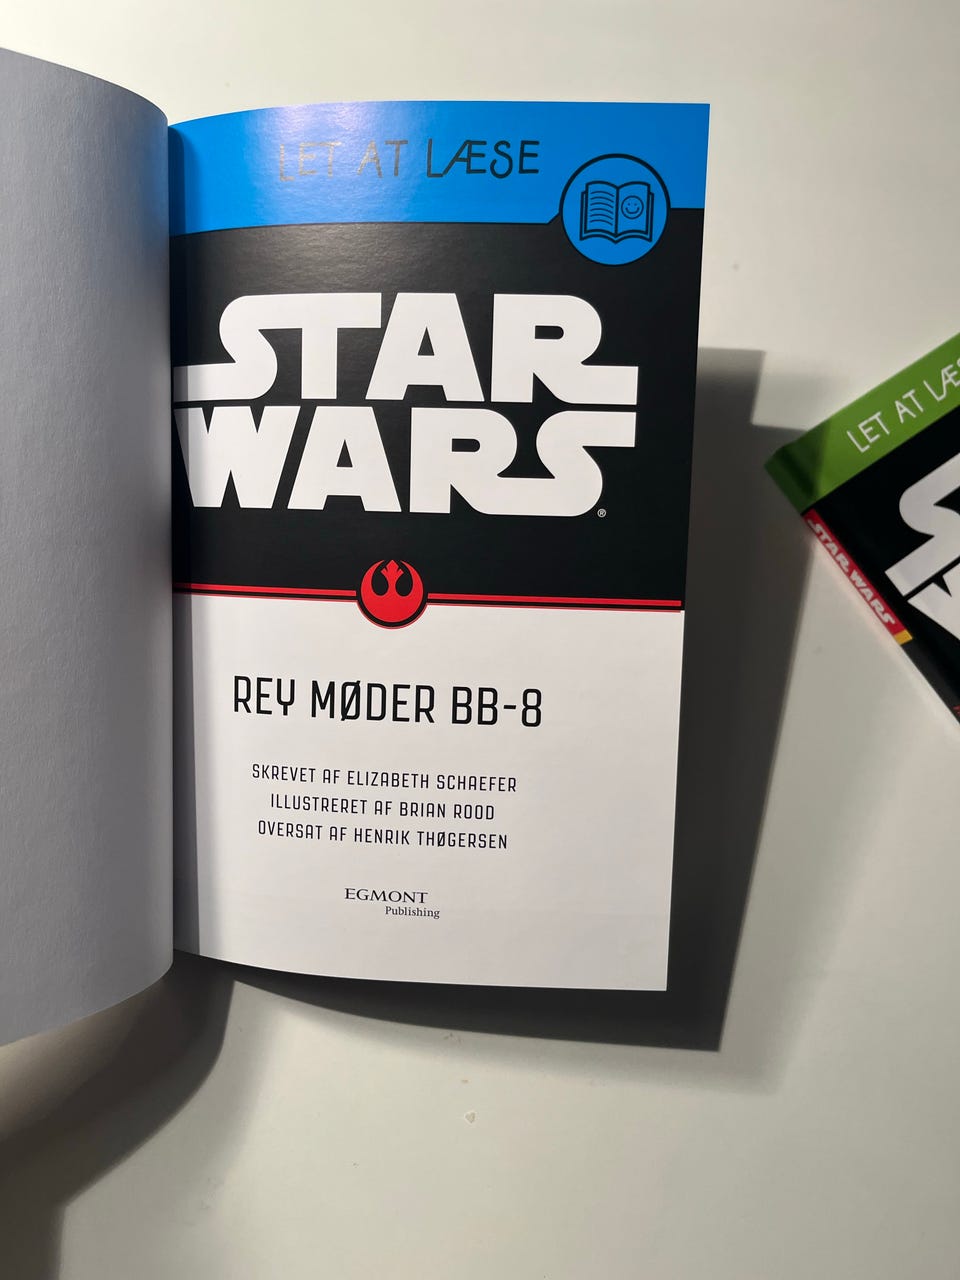 LET AT LÆSE
STAR
WARS®
REY MØDER BB-8
SKREVET AF ELIZABETH SCHAEFER
ILLUSTRERET AF BRIAN ROOD
OVERSAT AF HENRIK THØGERSEN
EGMONT
Publishing
LET AT
STAR WARS